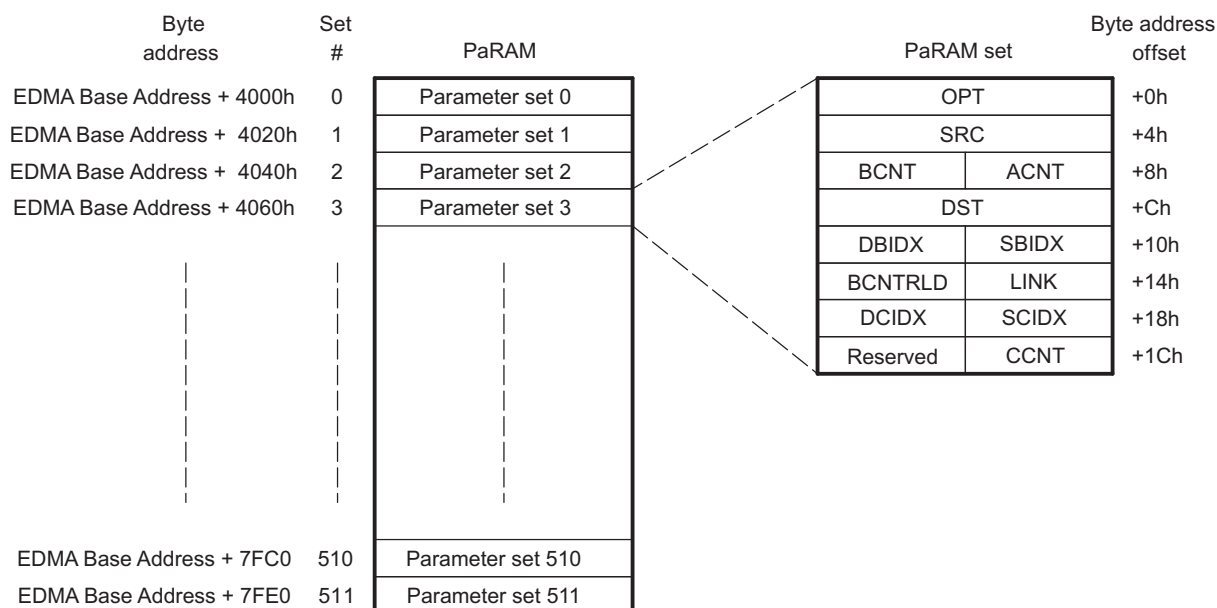 Byte address Set # PaRAM PaRAM set Byte address offset
EDMA Base Address + 4000h 0 Parameter set 0 OPT +0h
EDMA Base Address + 4020h 1 Parameter set 1 SRC +4h
EDMA Base Address + 4040h 2 Parameter set 2 BCNT ACNT +8h
EDMA Base Address + 4060h 3 Parameter set 3 DST +Ch
DBIDX SBIDX +10h
BCNTRLD LINK +14h
DCIDX SCIDX +18h
Reserved CCNT +1Ch
EDMA Base Address + 7FC0 510 Parameter set 510
EDMA Base Address + 7FE0 511 Parameter set 511